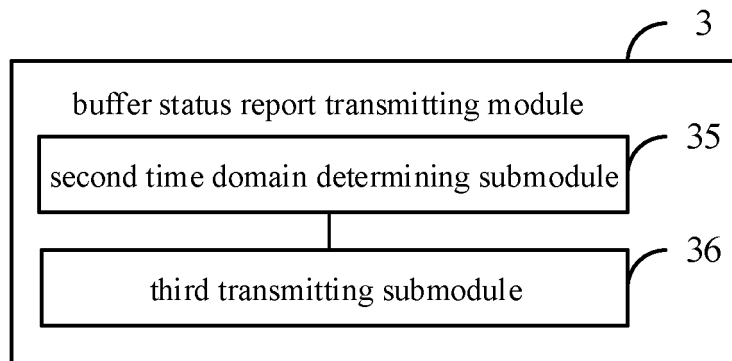 3
buffer status report transmitting module
35
second time domain determining submodule
36
third transmitting submodule